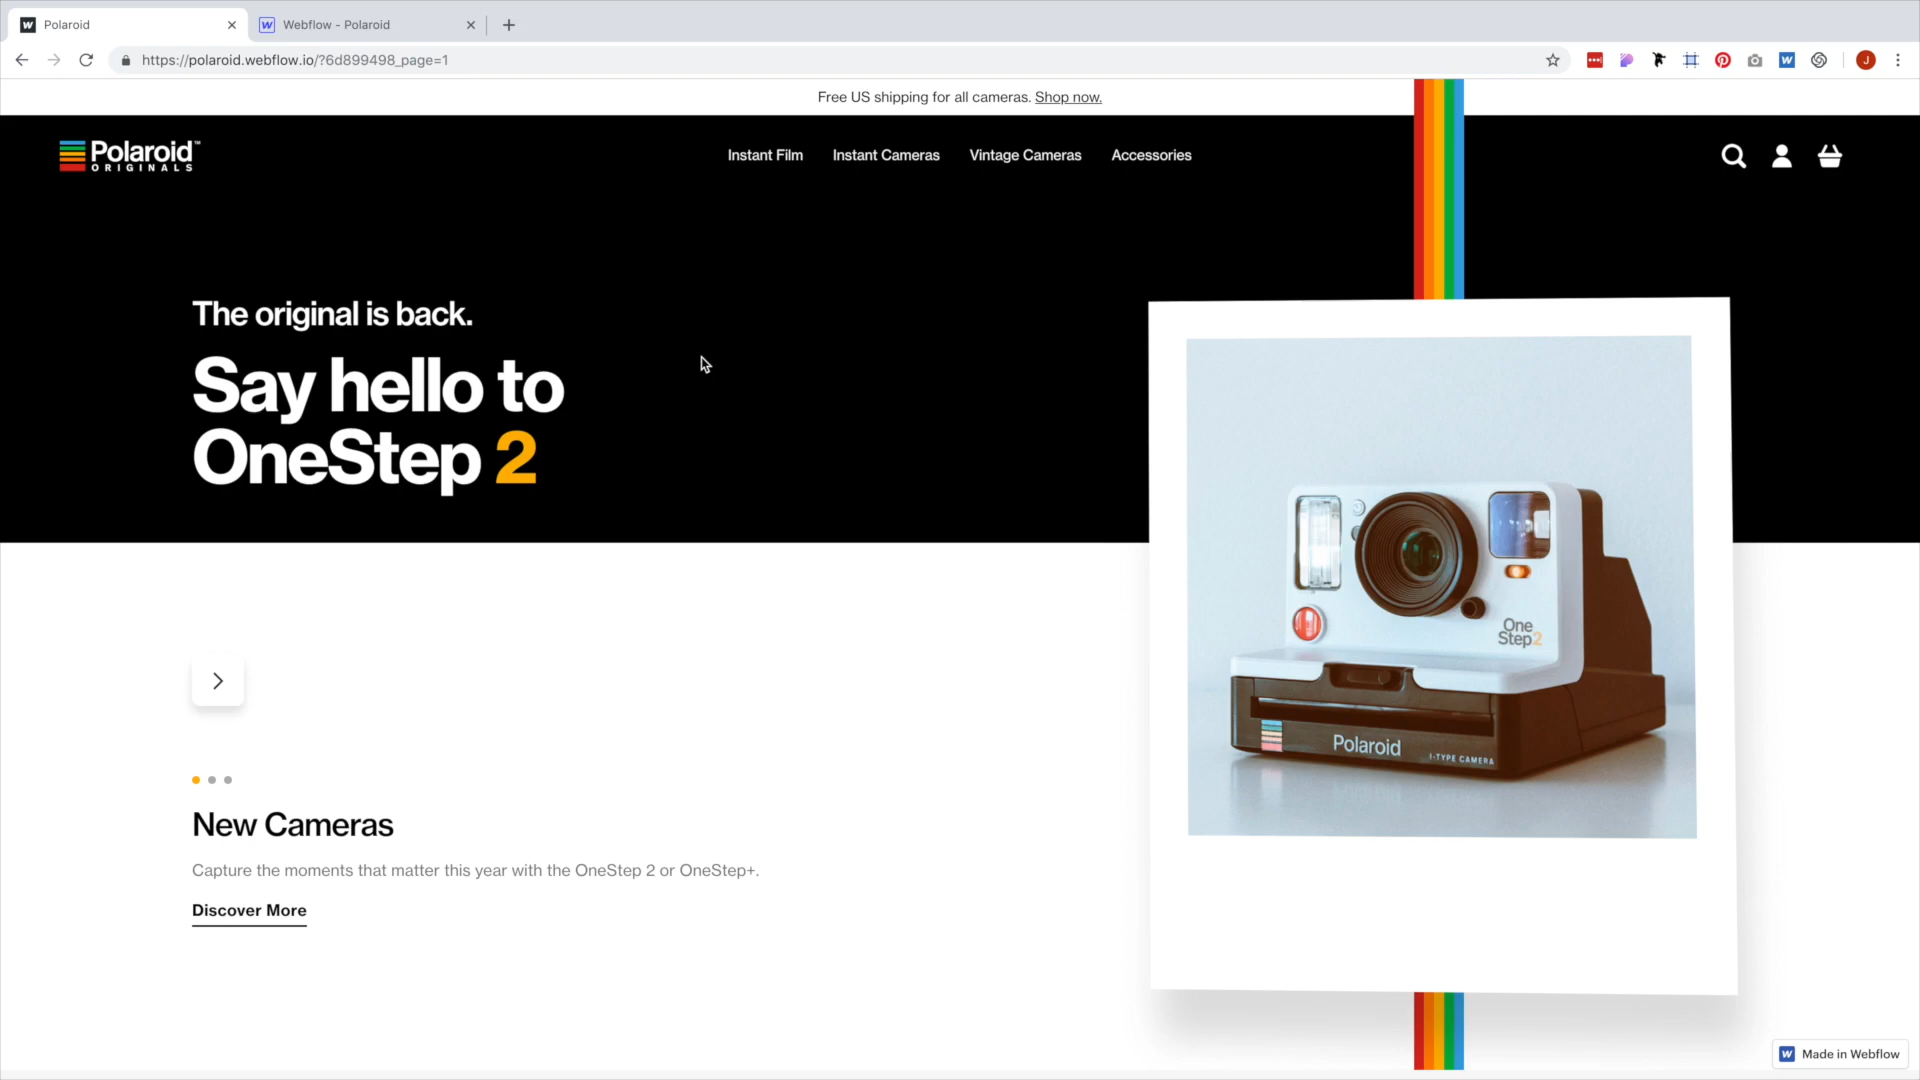 Polaroid
Webflow - Polaroid
https://polaroid.webflow.io/?6d899498_page=1
J
Free US shipping for all cameras. Shop now.
Polaroid™
ORIGINALS
Instant Film
Instant Cameras
Vintage Cameras
Accessories
The original is back.
Say hello to
OneStep 2
One
Step2
Polaroid
I-TYPE CAMERA
New Cameras
Capture the moments that matter this year with the OneStep 2 or OneStep+.
Discover More
Made in Webflow